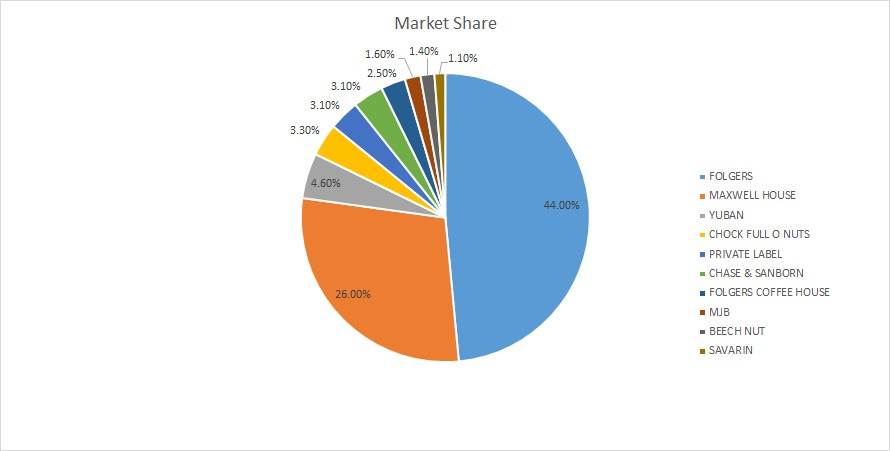 Market Share
1.60%
1.40%
1.10%
2.50%
3.10%
3.10%
3.30%
4.60%
44.00%
26.00%
FOLGERS
MAXWELL HOUSE
YUBAN
CHOCK FULL O NUTS
PRIVATE LABEL
CHASE & SANBORN
FOLGERS COFFEE HOUSE
MJB
BEECH NUT
SAVARIN